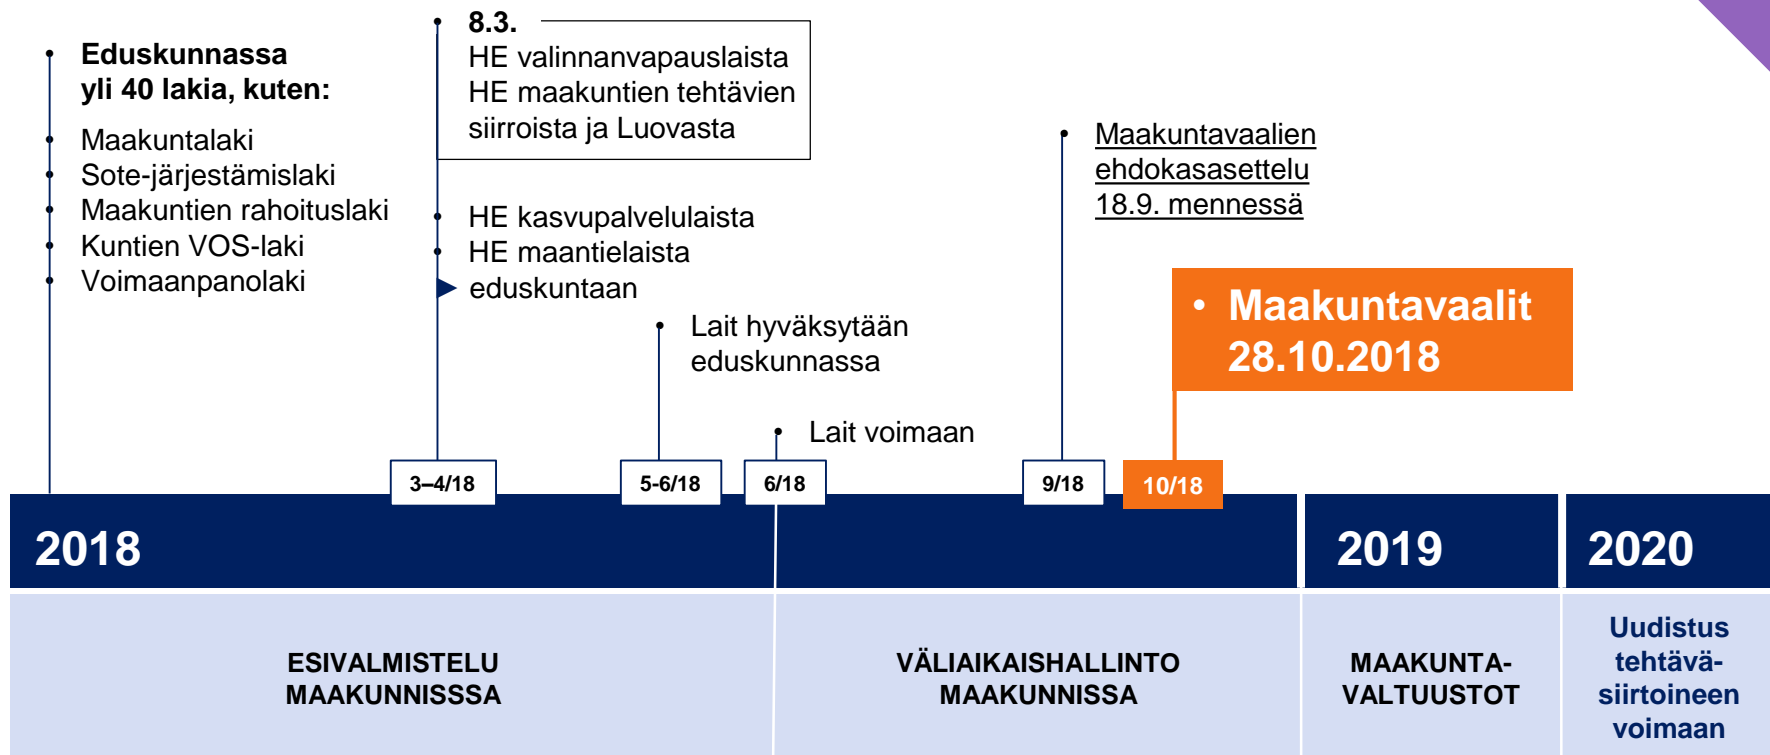 Eduskunnassa
yli 40 lakia, kuten:
Maakuntalaki
Sote-järjestämislaki
Maakuntien rahoituslaki
Kuntien VOS-laki
Voimaanpanolaki
8.3.
HE valinnanvapauslaista
HE maakuntien tehtävien
siirroista ja Luovasta
HE kasvupalvelulaista
HE maantielaista
eduskuntaan
Lait hyväksytään
eduskunnassa
Lait voimaan
Maakuntavaalien
ehdokasasettelu
18.9. mennessä
• Maakuntavaalit
28.10.2018
3–4/18
5-6/18
6/18
9/18
10/18
2018
2019
2020
ESIVALMISTELU
MAAKUNNISSSA
VÄLIAIKAISHALLINTO
MAAKUNNISSA
MAAKUNTA-
VALTUUSTOT
Uudistus
tehtävä-
siirtoineen
voimaan